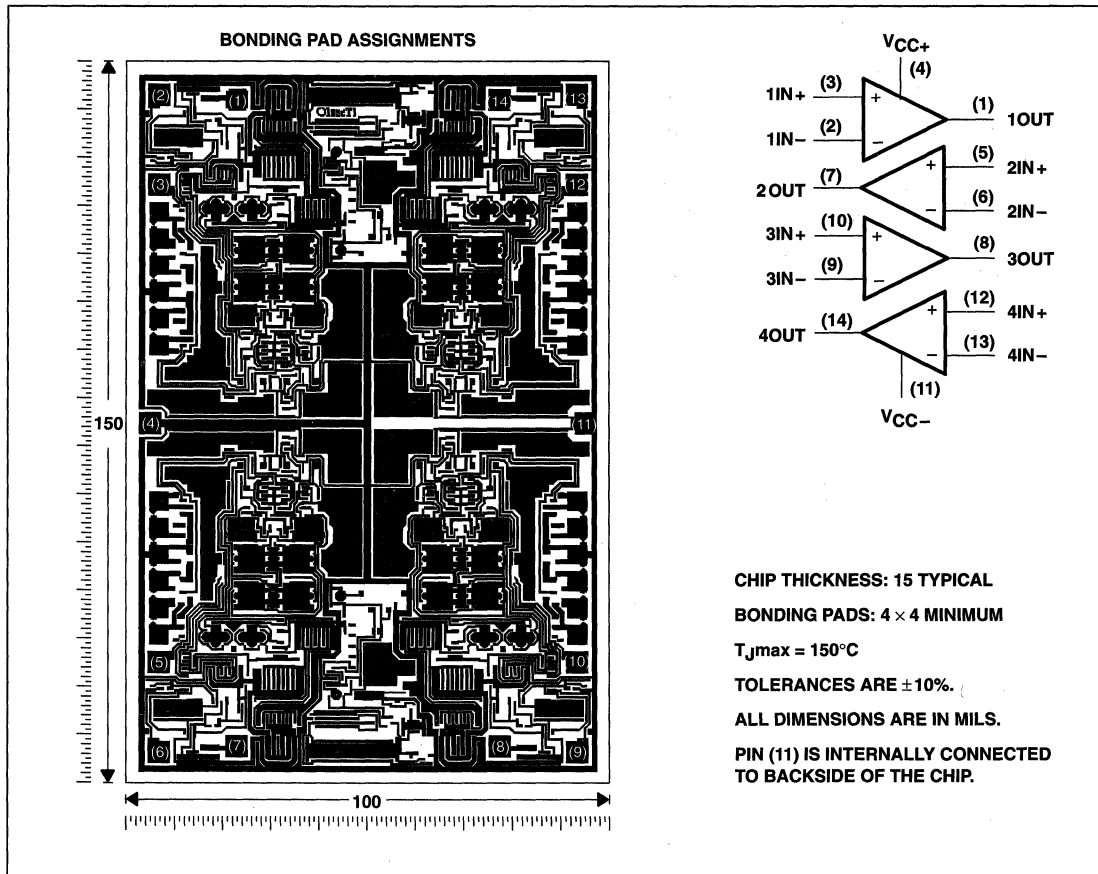 BONDING PAD ASSIGNMENTS
(2)
(1)
(14)
(13)
(3)
(12)
(4)
(11)
(5)
(10)
(6)
(7)
(8)
(9)
150
100
VCC+
(4)
1IN+ (3)
+
(1) 1OUT
1IN− (2)
−
(5) 2IN+
+
2OUT (7)
(6) 2IN−
−
3IN+ (10)
+
(8) 3OUT
3IN− (9)
−
(12) 4IN+
+
4OUT (14)
(13) 4IN−
−
(11)
VCC−
CHIP THICKNESS: 15 TYPICAL
BONDING PADS: 4 × 4 MINIMUM
TJmax = 150°C
TOLERANCES ARE ±10%.
ALL DIMENSIONS ARE IN MILS.
PIN (11) IS INTERNALLY CONNECTED
TO BACKSIDE OF THE CHIP.